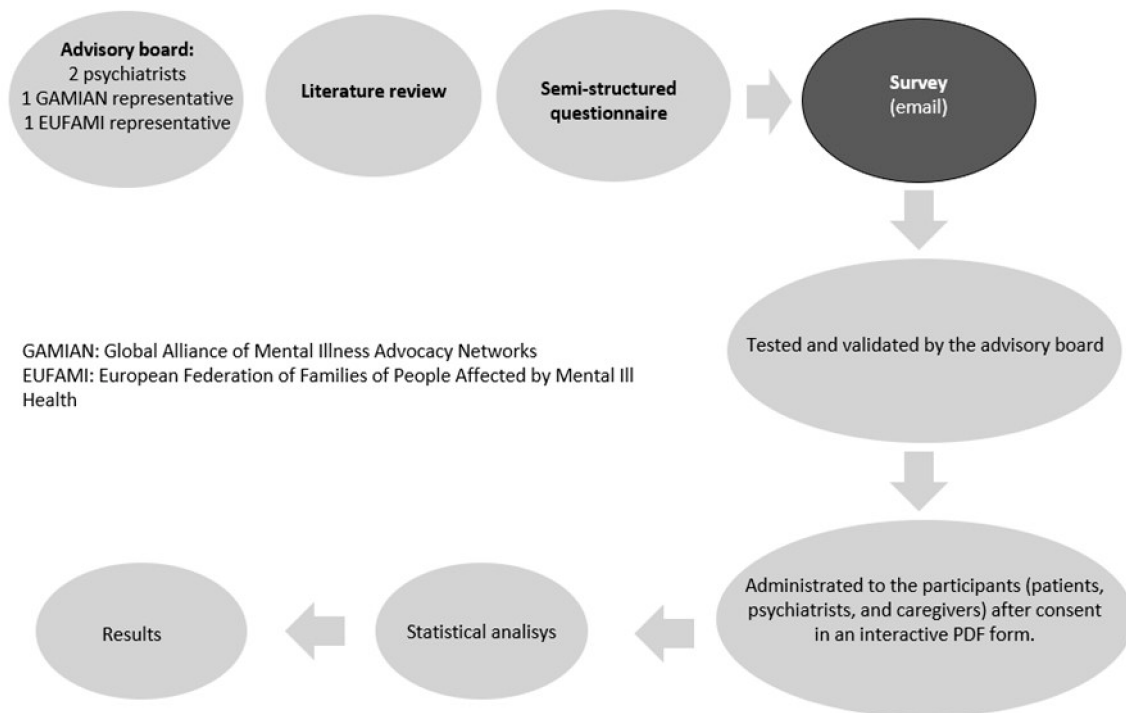 Advisory board:
2 psychiatrists
1 GAMIAN representative
1 EUFAMI representative
Literature review
Semi-structured
questionnaire
Survey
(email)
Tested and validated by the advisory board
GAMIAN: Global Alliance of Mental Illness Advocacy Networks
EUFAMI: European Federation of Families of People Affected by Mental Ill
Health
Administrated to the participants (patients,
psychiatrists, and caregivers) after consent
in an interactive PDF form.
Statistical analisys
Results